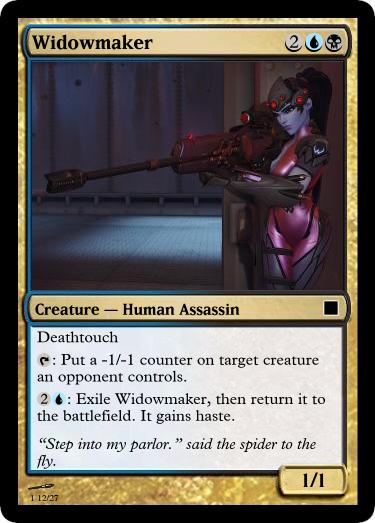 Widowmaker 2
Creature — Human Assassin
Deathtouch
: Put a -1/-1 counter on target creature
an opponent controls.
2 : Exile Widowmaker, then return it to
the battlefield. It gains haste.
“Step into my parlor.” said the spider to the
fly.
1/1
1 12/27